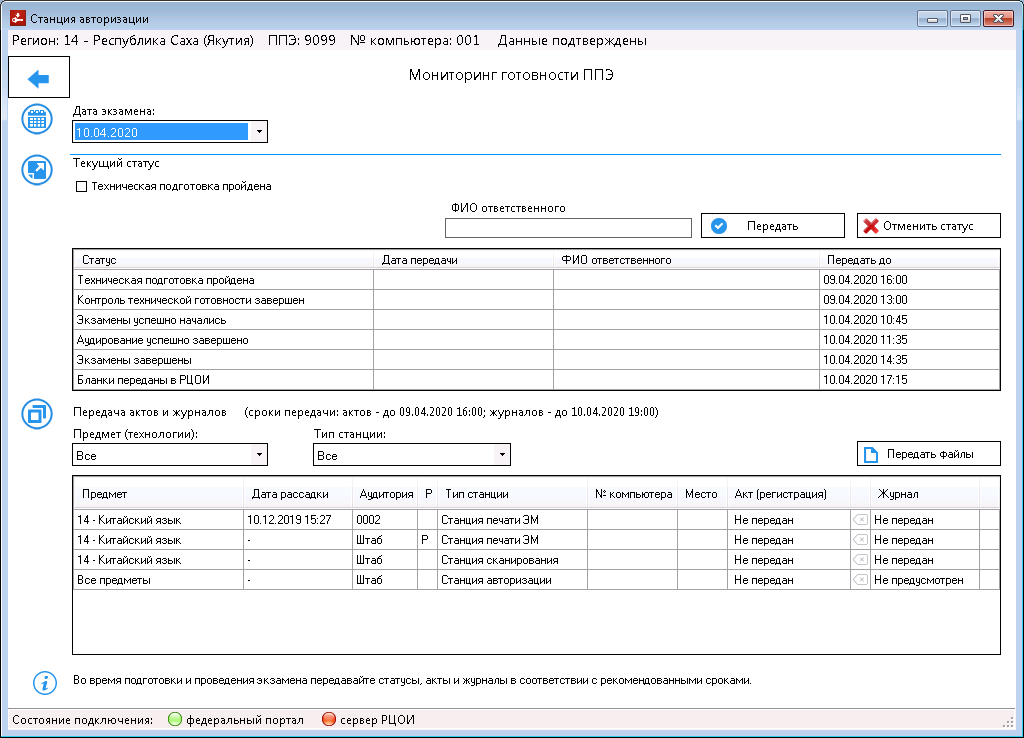 Станция авторизации
Регион: 14 - Республика Саха (Якутия) ППЭ: 9099 № компьютера: 001 Данные подтверждены
Мониторинг готовности ППЭ
Дата экзамена:
10.04.2020
Текущий статус
Техническая подготовка пройдена
ФИО ответственного
Передать Отменить статус
Статус Дата передачи ФИО ответственного Передать до
Техническая подготовка пройдена 09.04.2020 16:00
Контроль технической готовности завершен 09.04.2020 13:00
Экзамены успешно начались 10.04.2020 10:45
Аудирование успешно завершено 10.04.2020 11:35
Экзамены завершены 10.04.2020 14:35
Бланки переданы в РЦОИ 10.04.2020 17:15
Передача актов и журналов (сроки передачи: актов - до 09.04.2020 16:00; журналов - до 10.04.2020 19:00)
Предмет (технологии): Тип станции:
Все Все Передать файлы
Предмет Дата рассадки Аудитория Р Тип станции № компьютера Место Акт (регистрация) Журнал
14 - Китайский язык 10.12.2019 15:27 0002 Станция печати ЭМ Не передан Не передан
14 - Китайский язык - Штаб Р Станция печати ЭМ Не передан Не передан
14 - Китайский язык - Штаб Станция сканирования Не передан Не передан
Все предметы - Штаб Станция авторизации Не передан Не предусмотрен
Во время подготовки и проведения экзамена передавайте статусы, акты и журналы в соответствии с рекомендованными сроками.
Состояние подключения: федеральный портал сервер РЦОИ